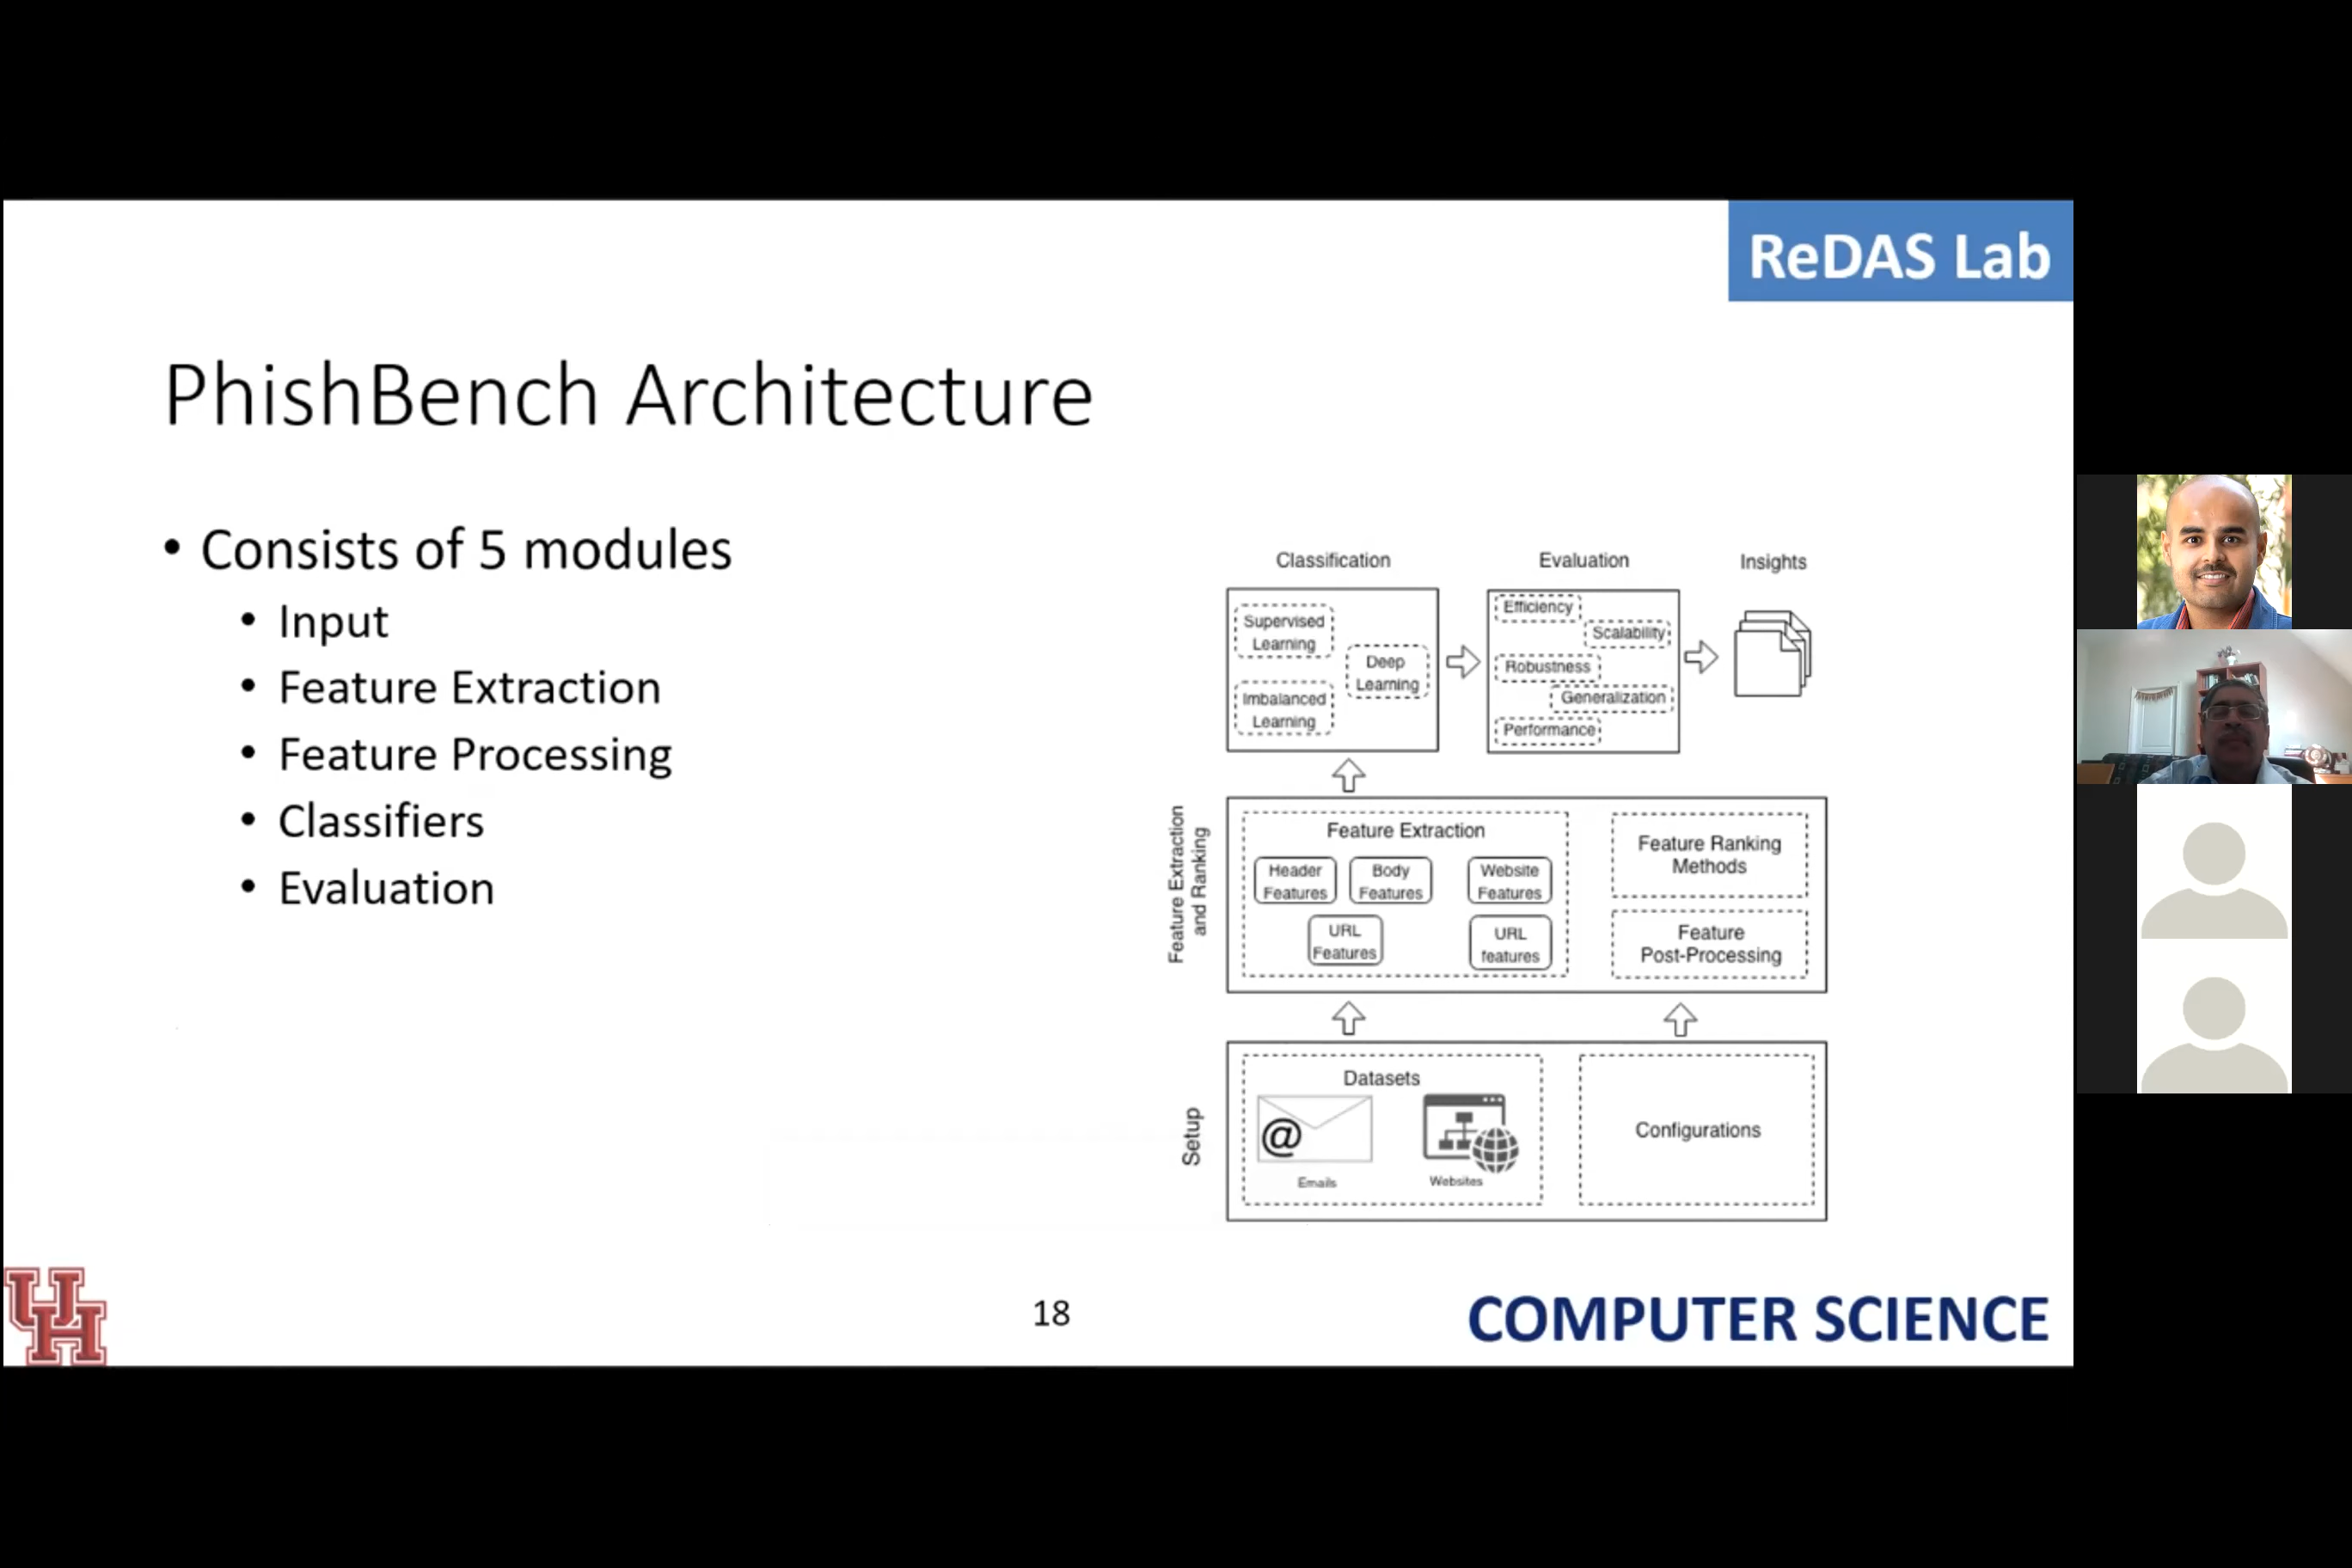 ReDAS Lab
PhishBench Architecture
• Consists of 5 modules
• Input
• Feature Extraction
• Feature Processing
• Classifiers
• Evaluation
Classification
Supervised
Learning
Deep
Learning
Imbalanced
Learning
Evaluation
Efficiency
Scalability
Robustness
Generalization
Performance
Insights
Feature Extraction
and Ranking
Feature Extraction
Header
Features
Body
Features
Website
Features
URL
Features
URL
features
Feature Ranking
Methods
Feature
Post-Processing
Setup
Datasets
@
Emails
Websites
Configurations
UH
18
COMPUTER SCIENCE